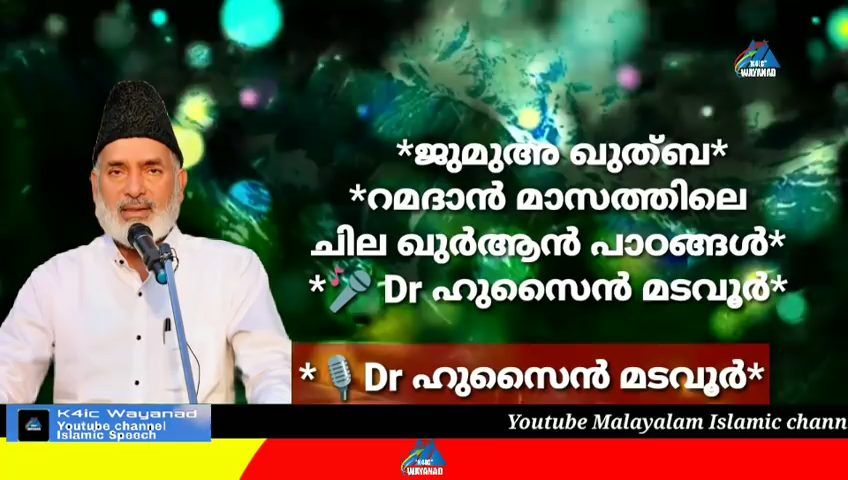 K4IC
WAYANAD
*ജുമുഅ ഖുത്ബ*
*റമദാൻ മാസത്തിലെ
ചില ഖുർആൻ പാഠങ്ങൾ*
*🎤 Dr ഹുസൈൻ മടവൂർ*
*🎙️ Dr ഹുസൈൻ മടവൂർ*
K4ic Wayanad
Youtube channel
Islamic Speech
Youtube Malayalam Islamic chann
K4IC
WAYANAD